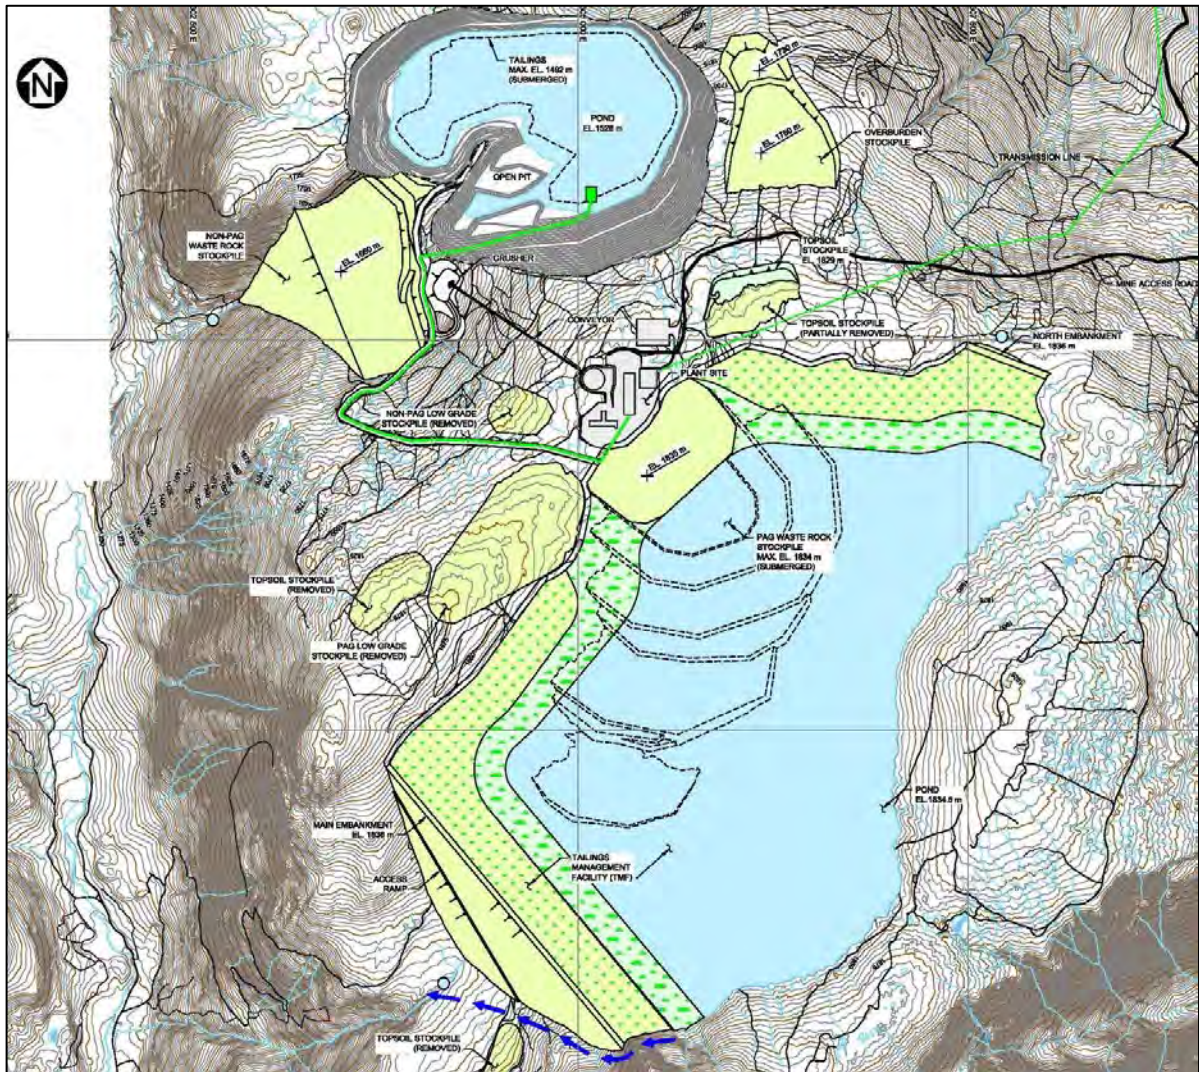 N
TAILINGS
MAX. EL. 1492 m
(SUBMERGED)
POND
EL.1528 m
OPEN PIT
EL. 1790 m
EL. 1760 m
OVERBURDEN
STOCKPILE
TRANSMISSION LINE
NON-PAG
WASTE ROCK
STOCKPILE
EL. 1660 m
CRUSHER
TOPSOIL
STOCKPILE
EL. 1829 m
MINE ACCESS ROAD
CONVEYOR
TOPSOIL STOCKPILE
(PARTIALLY REMOVED)
NORTH EMBANKMENT
EL. 1836 m
PLANT SITE
NON-PAG LOW GRADE
STOCKPILE (REMOVED)
EL. 1835 m
PAG WASTE ROCK
STOCKPILE
MAX. EL. 1834 m
(SUBMERGED)
TOPSOIL STOCKPILE
(REMOVED)
PAG LOW GRADE
STOCKPILE (REMOVED)
POND
EL. 1834.5 m
MAIN EMBANKMENT
EL. 1836 m
TAILINGS
MANAGEMENT
FACILITY (TMF)
ACCESS
RAMP
TOPSOIL STOCKPILE
(REMOVED)